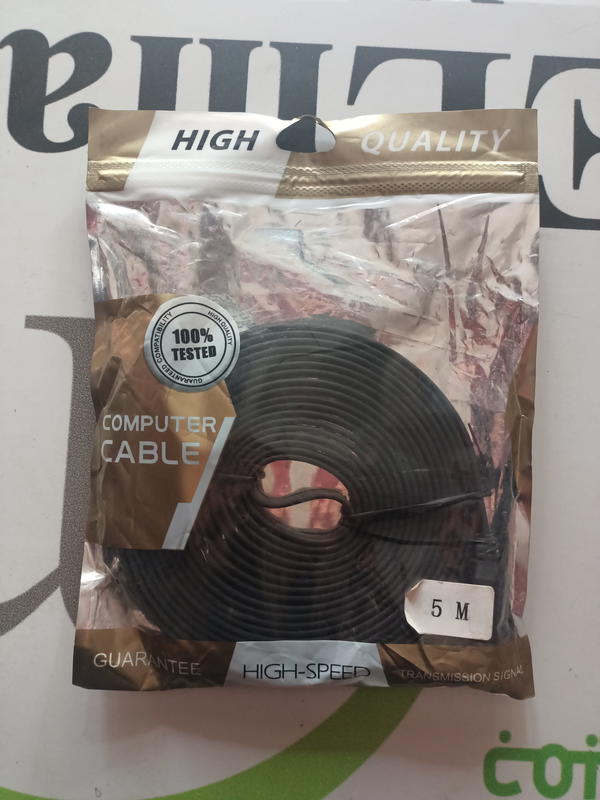 HIGH QUALITY
100%
TESTED
HIGH QUALITY
GUARANTEED COMPATIBILITY
COMPUTER
CABLE
5 M
GUARANTEE HIGH-SPEED TRANSMISSION SIGNAL